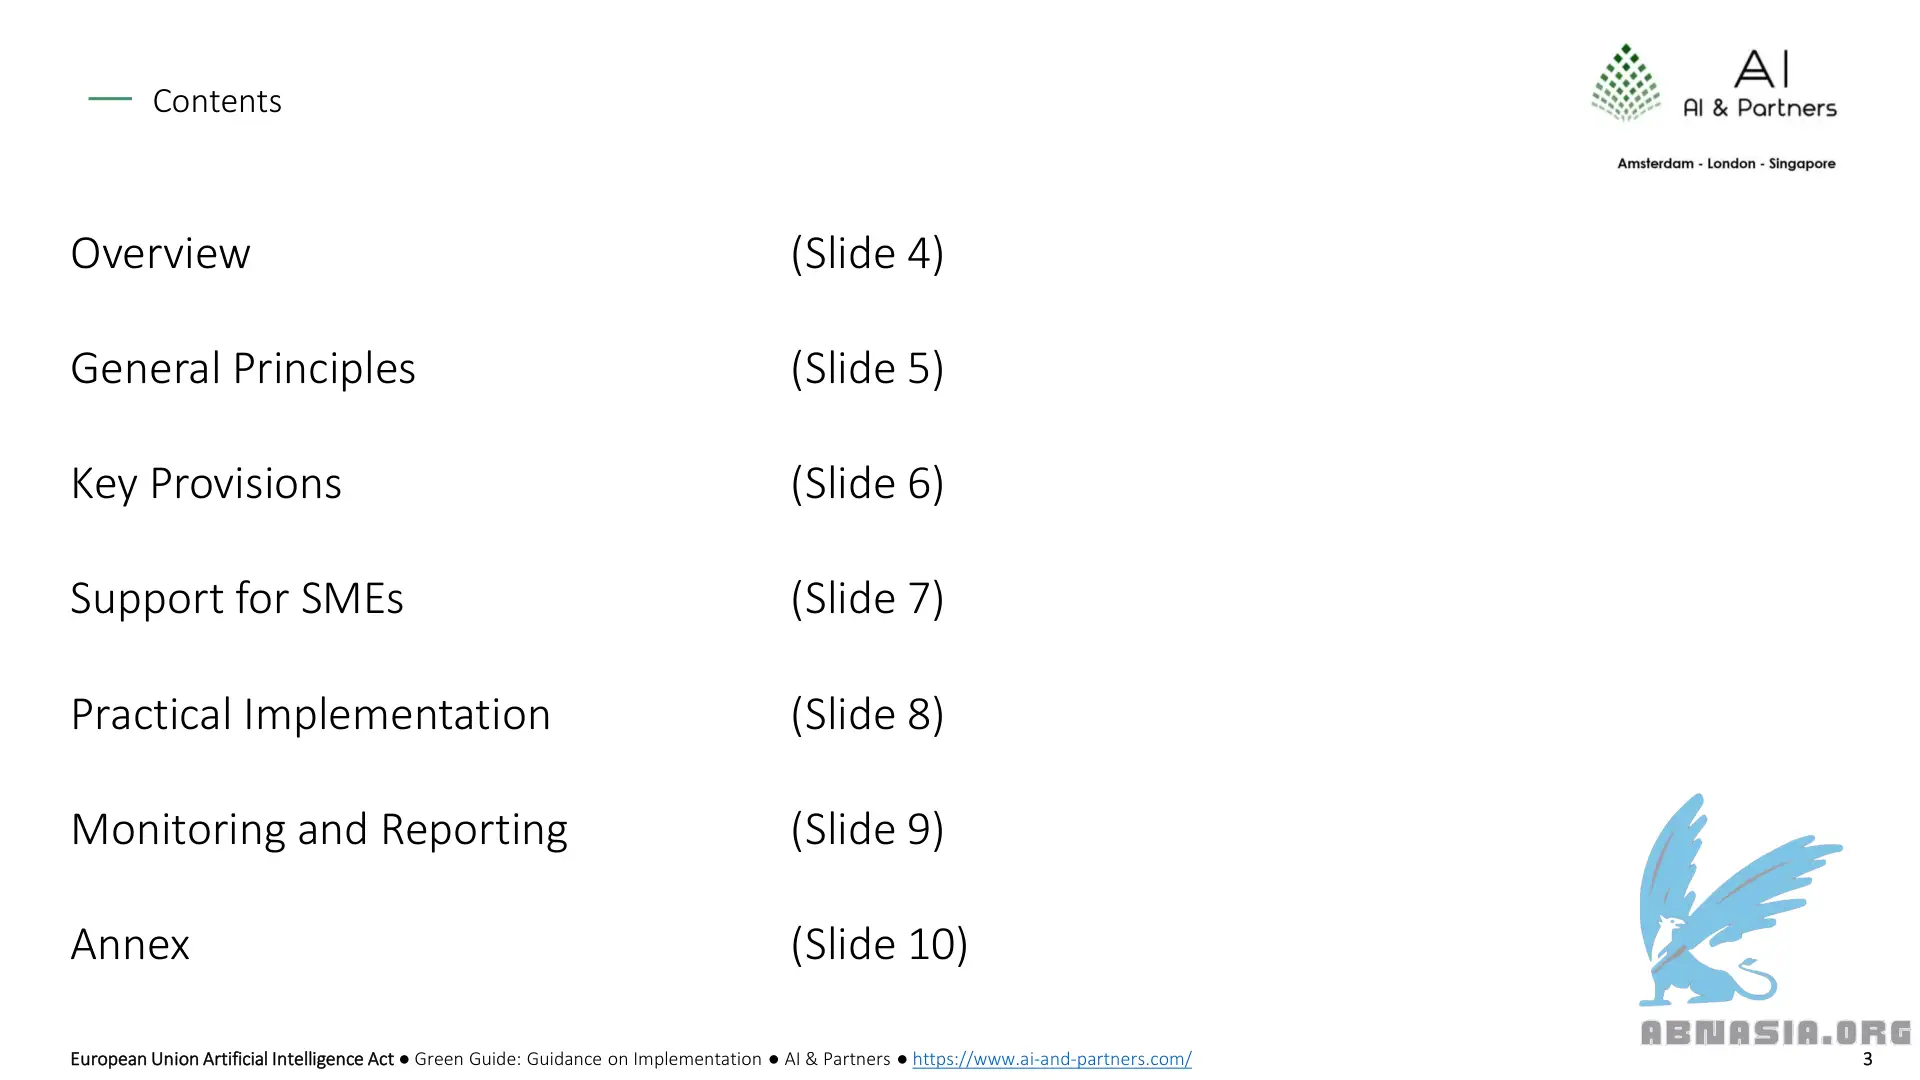 Contents
AI
AI & Partners
Amsterdam - London - Singapore
Overview (Slide 4)
General Principles (Slide 5)
Key Provisions (Slide 6)
Support for SMEs (Slide 7)
Practical Implementation (Slide 8)
Monitoring and Reporting (Slide 9)
Annex (Slide 10)
ABNASIA.ORG
European Union Artificial Intelligence Act ● Green Guide: Guidance on Implementation ● AI & Partners ● https://www.ai-and-partners.com/
3